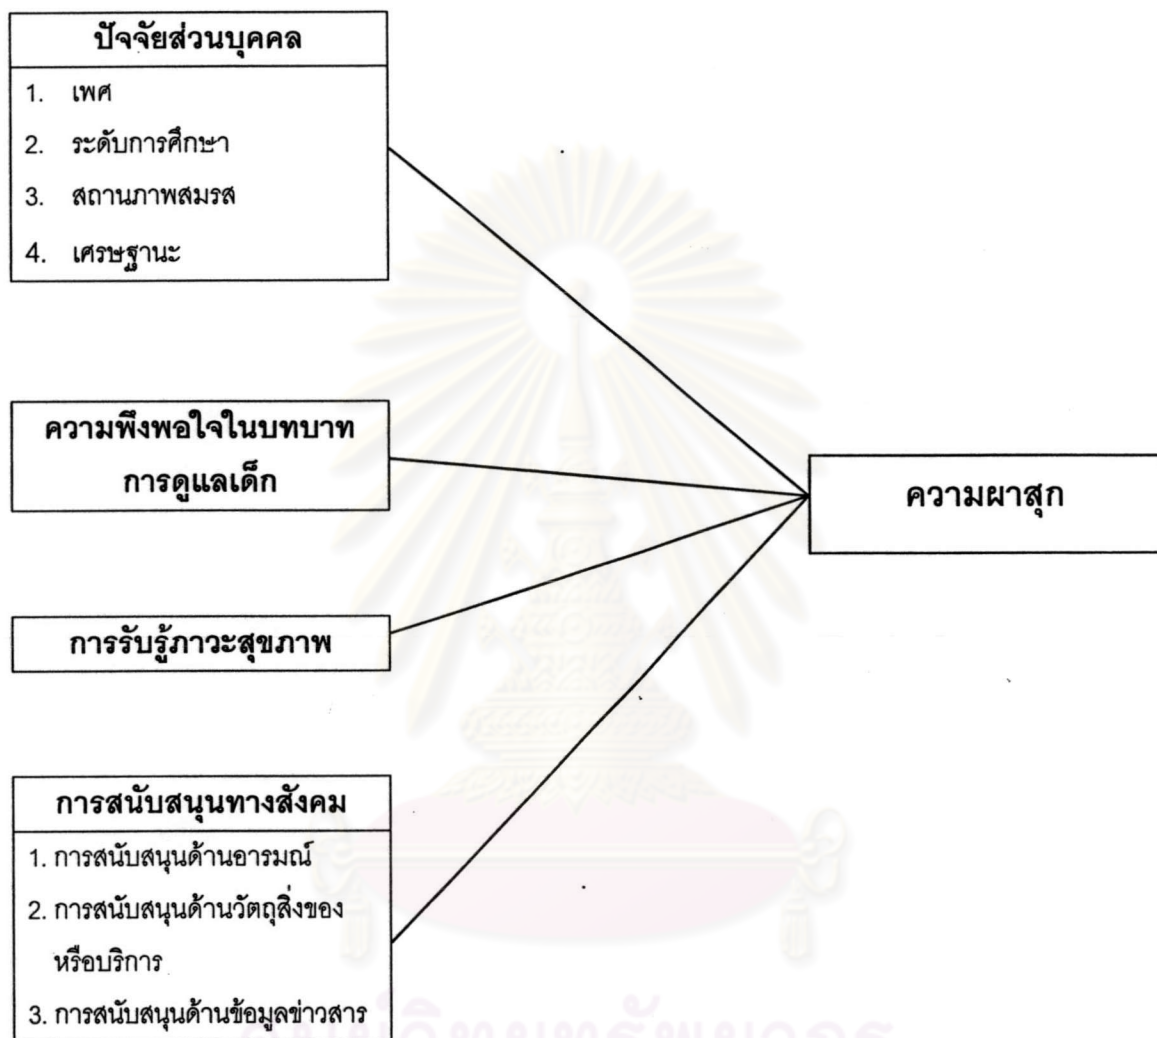 ปัจจัยส่วนบุคคล
1. เพศ
2. ระดับการศึกษา
3. สถานภาพสมรส
4. เศรษฐานะ
ความพึงพอใจในบทบาท
การดูแลเด็ก
ความผาสุก
การรับรู้ภาวะสุขภาพ
การสนับสนุนทางสังคม
1. การสนับสนุนด้านอารมณ์
2. การสนับสนุนด้านวัตถุสิ่งของ
หรือบริการ
3. การสนับสนุนด้านข้อมูลข่าวสาร